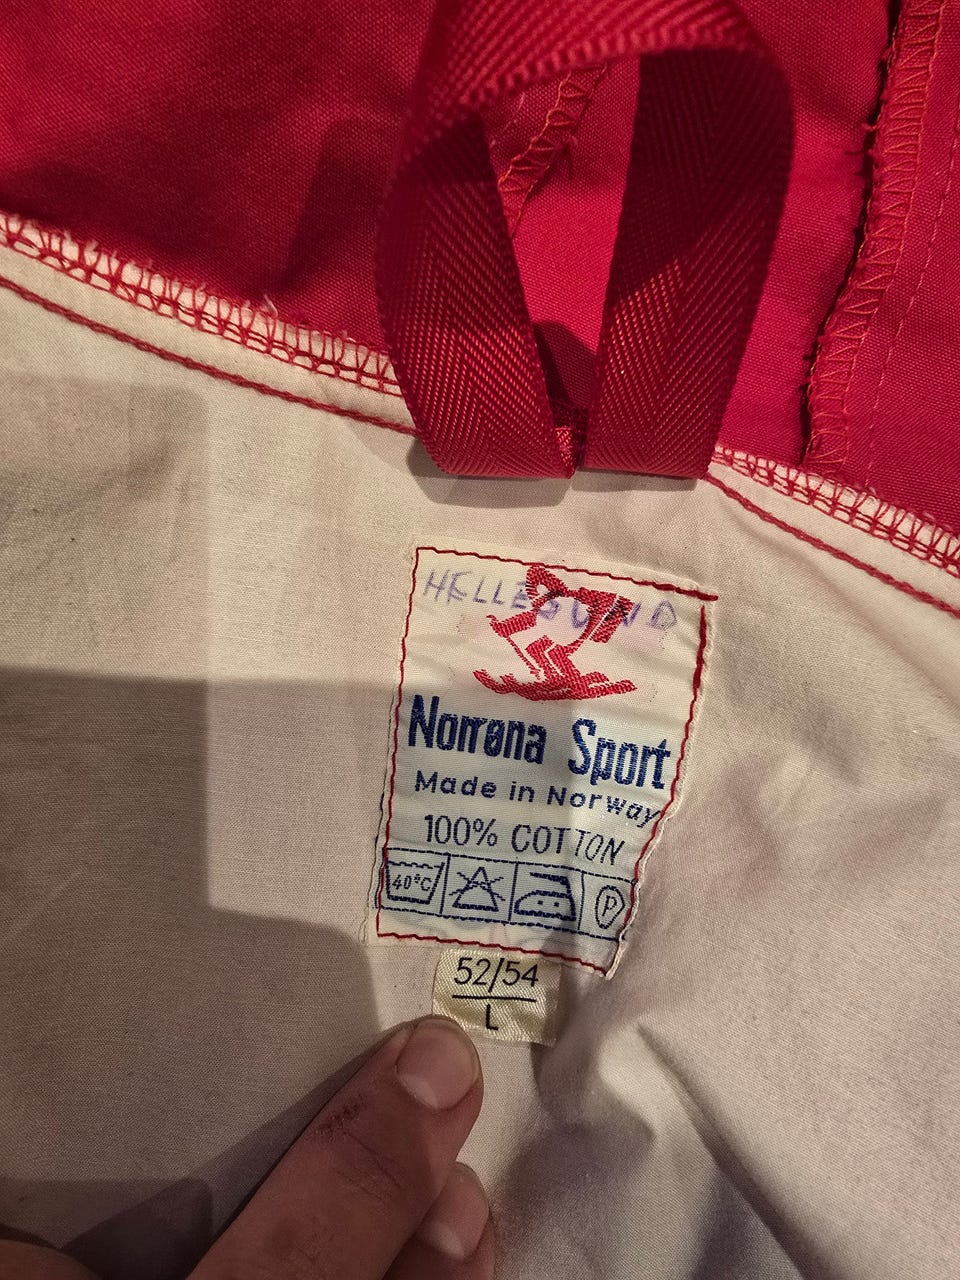 HELLESUND
Norrøna Sport
Made in Norway
100% COTTON
40°C P
52/54
L